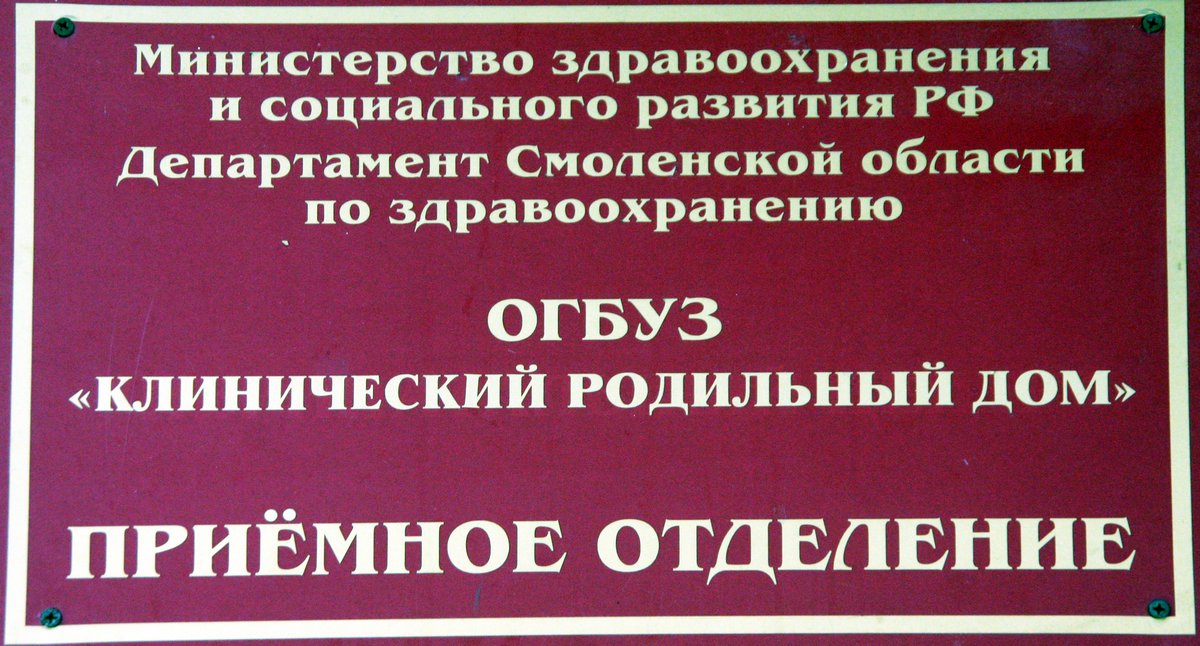 Министерство здравоохранения
и социального развития РФ
Департамент Смоленской области
по здравоохранению
ОГБУЗ
«КЛИНИЧЕСКИЙ РОДИЛЬНЫЙ ДОМ»
ПРИЁМНОЕ ОТДЕЛЕНИЕ